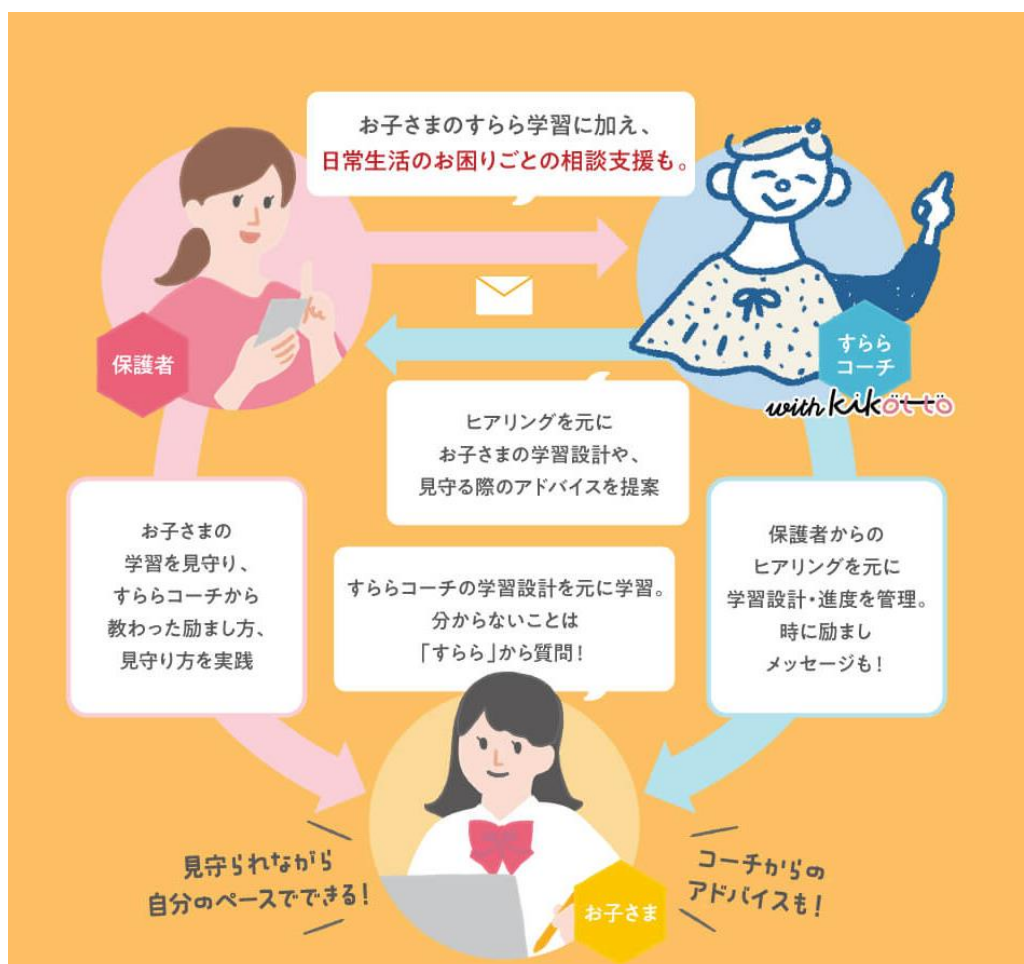 お子さまのすらら学習に加え、
日常生活のお困りごとの相談支援も。
保護者
すらら
コーチ
with kikötto
ヒアリングを元に
お子さまの学習設計や、
見守る際のアドバイスを提案
お子さまの
学習を見守り、
すららコーチから
教わった励まし方、
見守り方を実践
すららコーチの学習設計を元に学習。
分からないことは
「すらら」から質問！
保護者からの
ヒアリングを元に
学習設計・進度を管理。
時に励まし
メッセージも！
見守られながら
自分のペースでできる！
コーチからの
アドバイスも！
お子さま